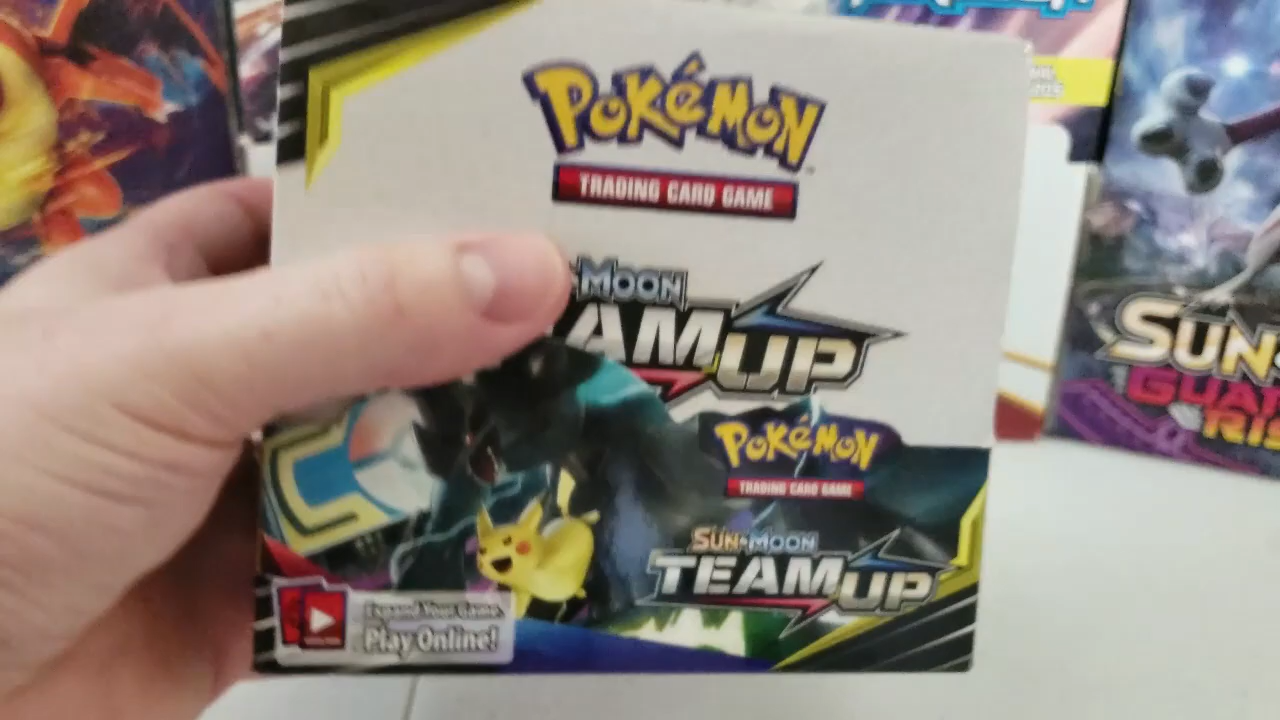 POKéMON
TRADING CARD GAME
MOON
AM UP
POKéMON
TRADING CARD GAME
SUN & MOON
TEAM UP
Expand Your Game.
Play Online!
SUN
GUA
RIS